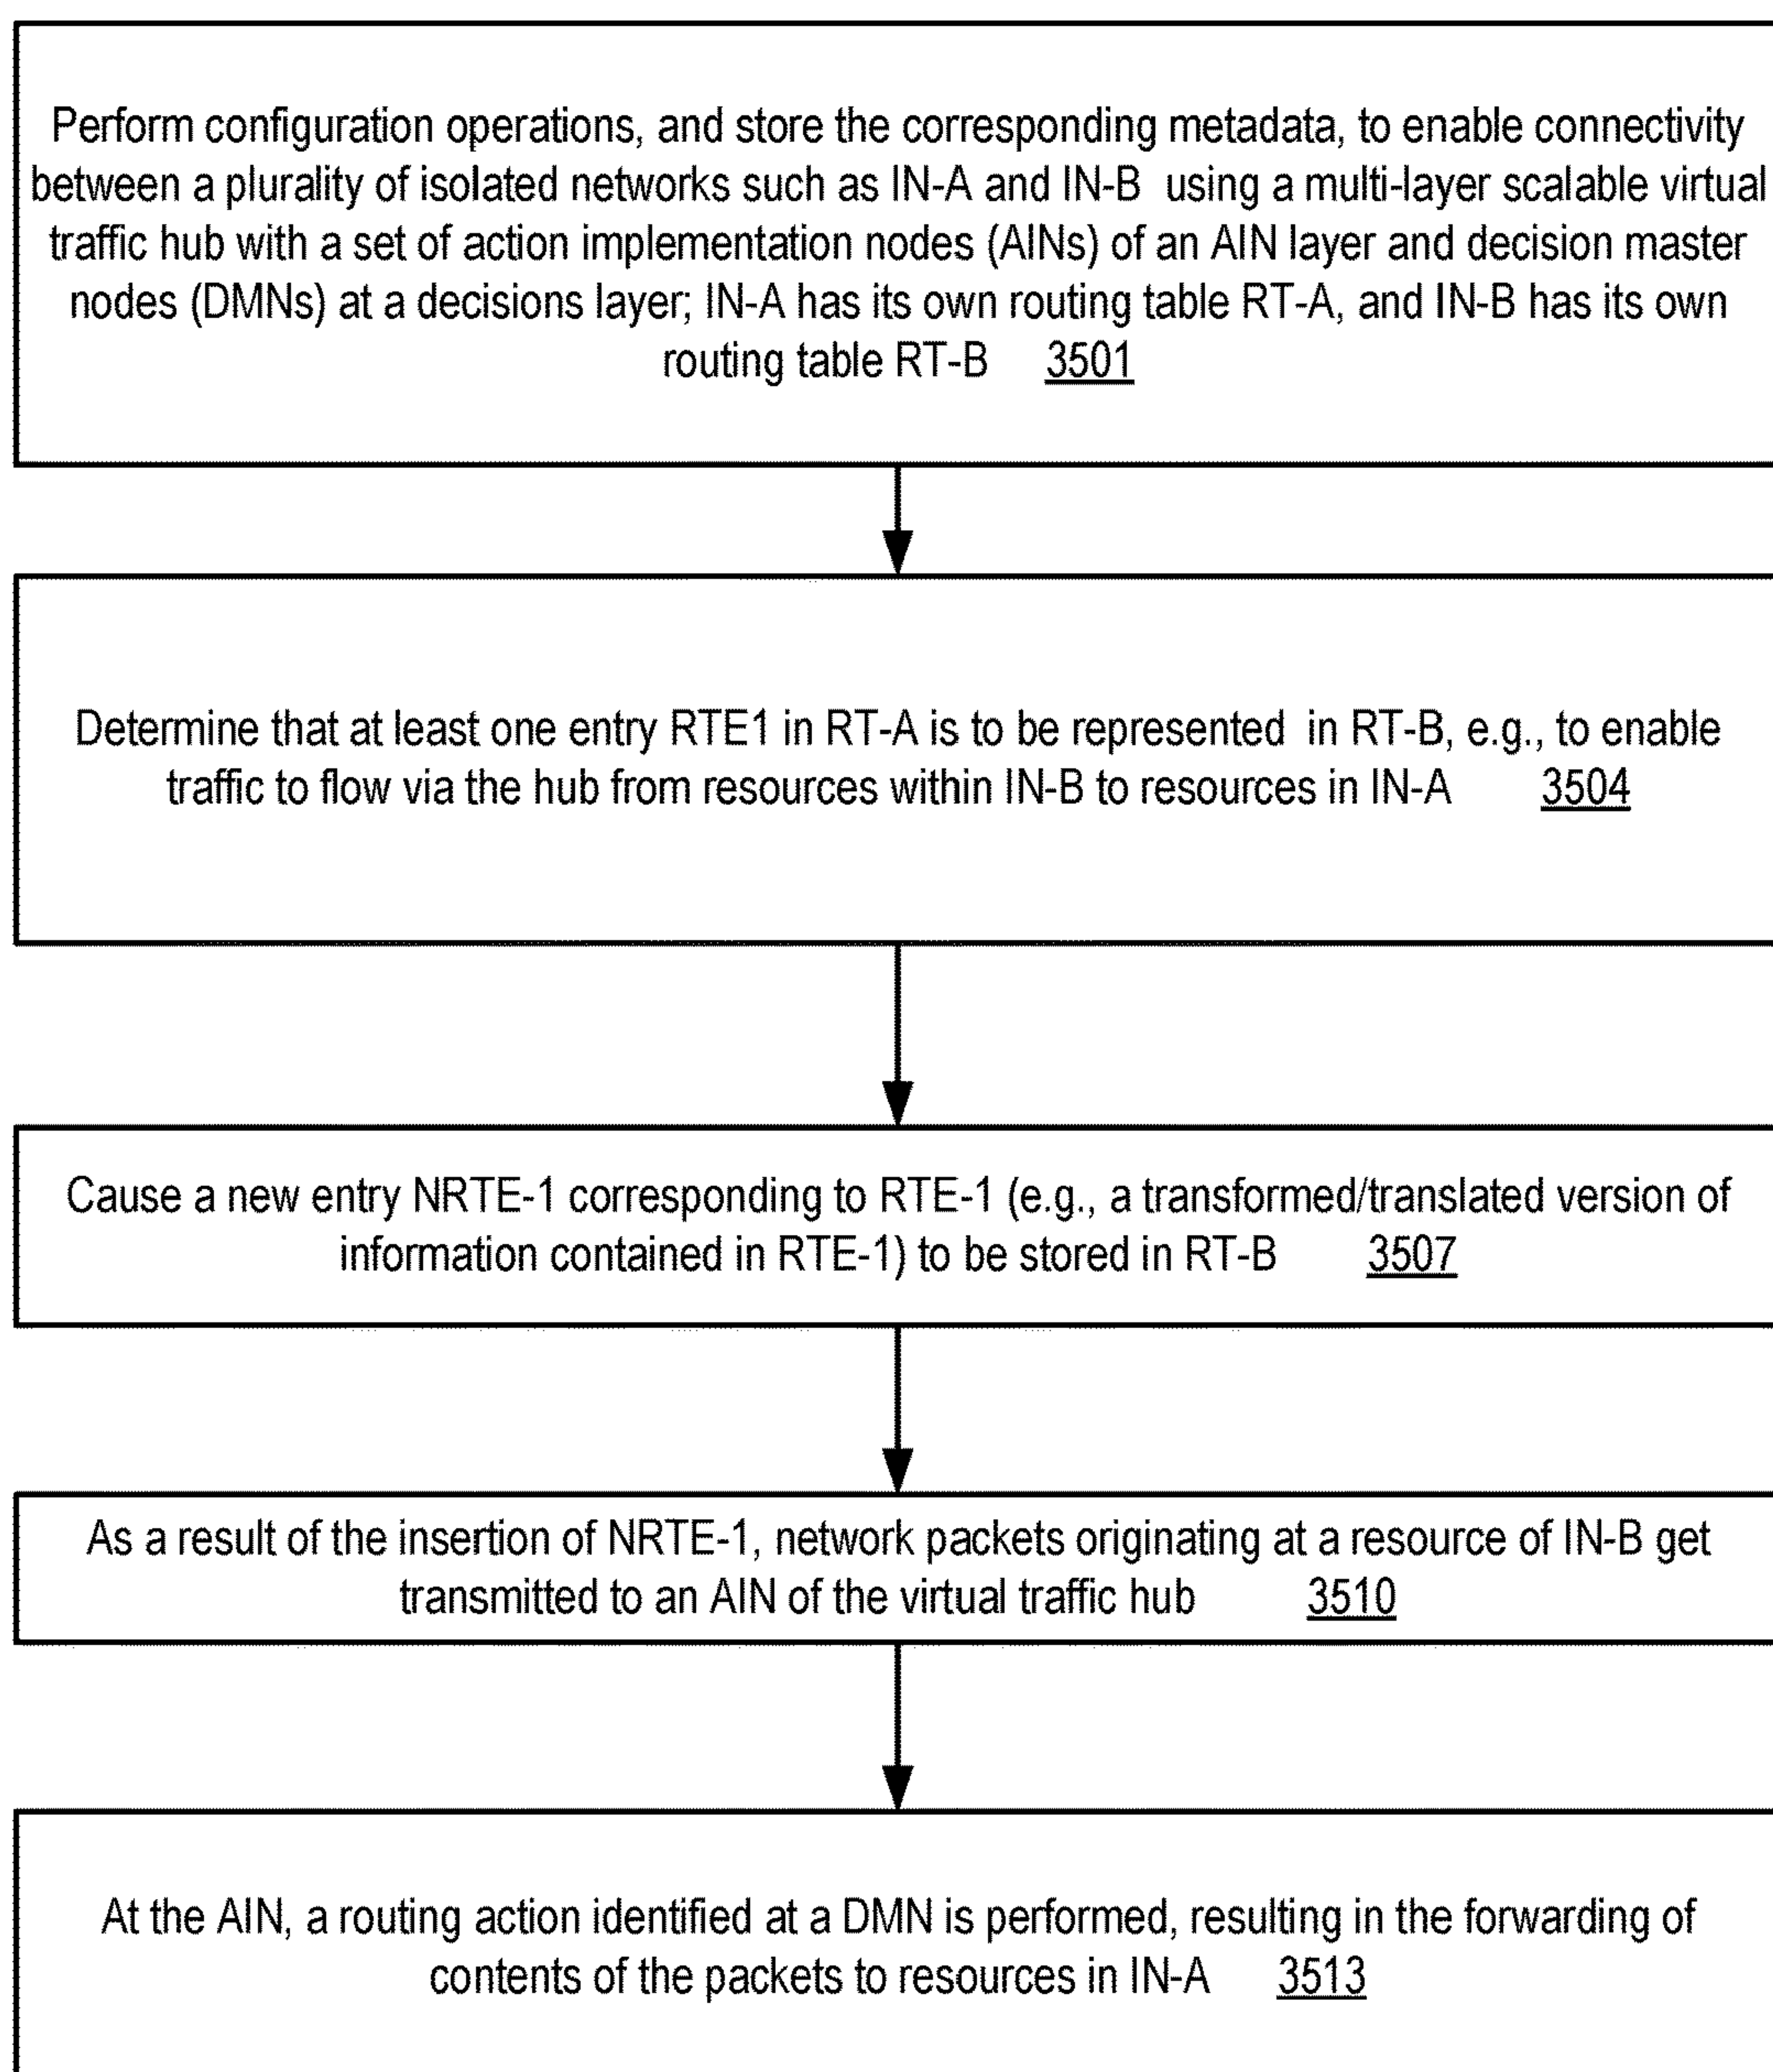 Perform configuration operations, and store the corresponding metadata, to enable connectivity
between a plurality of isolated networks such as IN-A and IN-B using a multi-layer scalable virtual
traffic hub with a set of action implementation nodes (AINs) of an AIN layer and decision master
nodes (DMNs) at a decisions layer; IN-A has its own routing table RT-A, and IN-B has its own
routing table RT-B 3501
Determine that at least one entry RTE1 in RT-A is to be represented in RT-B, e.g., to enable
traffic to flow via the hub from resources within IN-B to resources in IN-A 3504
Cause a new entry NRTE-1 corresponding to RTE-1 (e.g., a transformed/translated version of
information contained in RTE-1) to be stored in RT-B 3507
As a result of the insertion of NRTE-1, network packets originating at a resource of IN-B get
transmitted to an AIN of the virtual traffic hub 3510
At the AIN, a routing action identified at a DMN is performed, resulting in the forwarding of
contents of the packets to resources in IN-A 3513